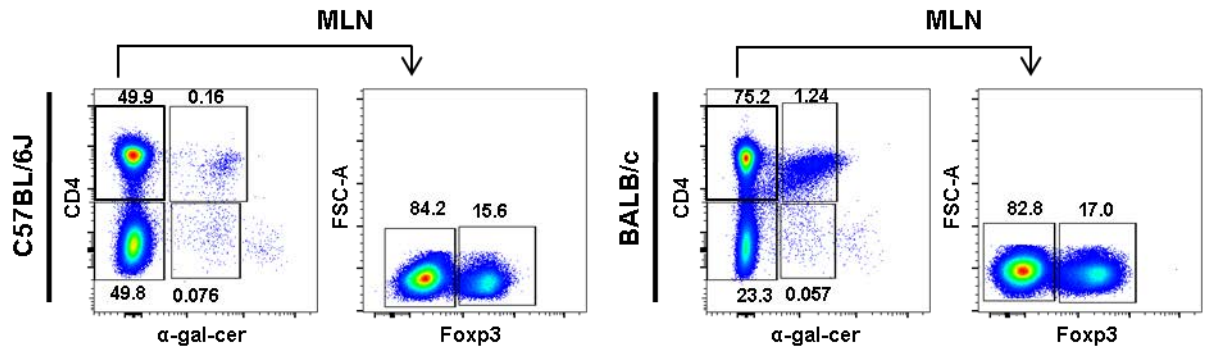 MLN
C57BL/6J
49.9 0.16
CD4
49.8 0.076
α-gal-cer
FSC-A
84.2 15.6
Foxp3
MLN
BALB/c
75.2 1.24
CD4
23.3 0.057
α-gal-cer
FSC-A
82.8 17.0
Foxp3